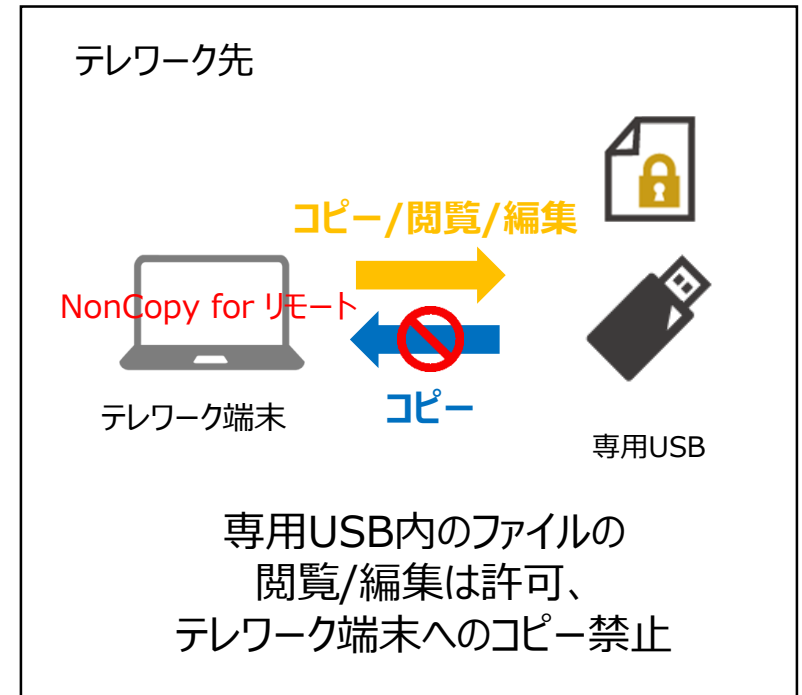 テレワーク先
コピー/閲覧/編集
NonCopy for リモート
コピー
テレワーク端末
専用USB
専用USB内のファイルの
閲覧/編集は許可、
テレワーク端末へのコピー禁止